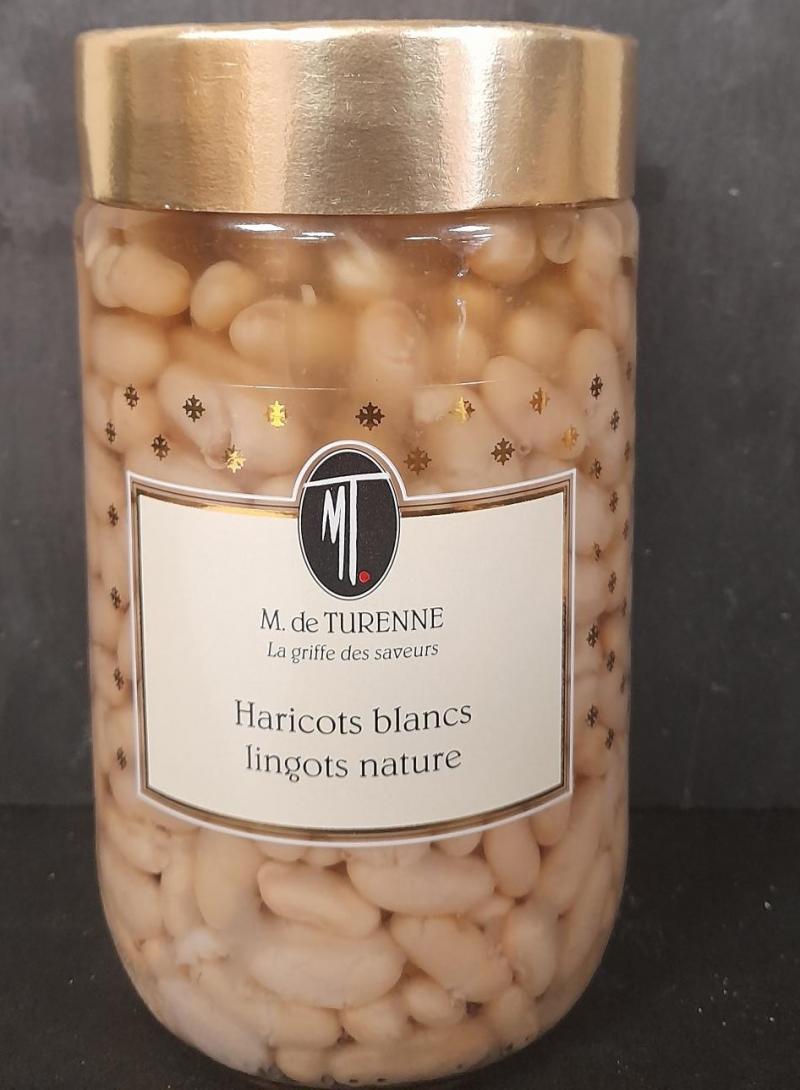 MT.
M. de TURENNE
La griffe des saveurs
Haricots blancs
lingots nature